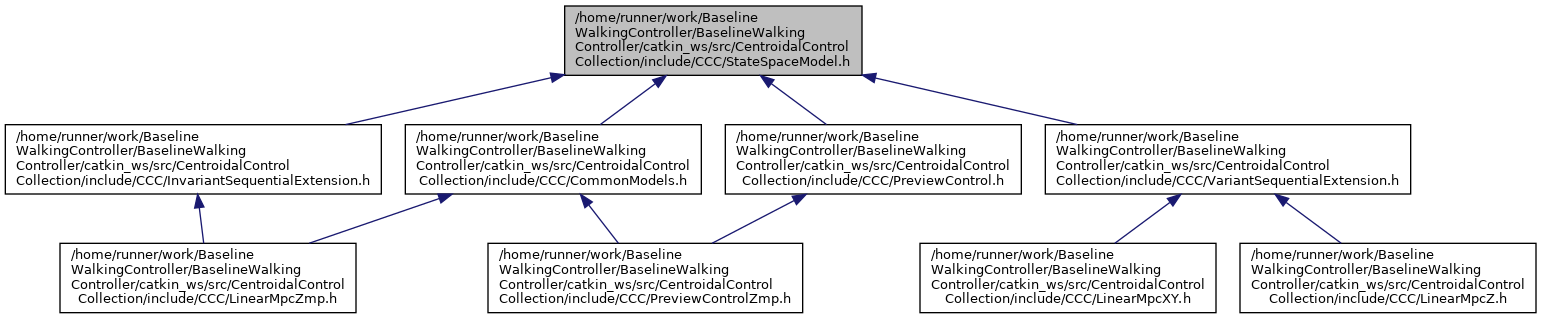 /home/runner/work/Baseline
WalkingController/BaselineWalking
Controller/catkin_ws/src/CentroidalControl
Collection/include/CCC/StateSpaceModel.h
/home/runner/work/Baseline
WalkingController/BaselineWalking
Controller/catkin_ws/src/CentroidalControl
Collection/include/CCC/InvariantSequentialExtension.h
/home/runner/work/Baseline
WalkingController/BaselineWalking
Controller/catkin_ws/src/CentroidalControl
Collection/include/CCC/CommonModels.h
/home/runner/work/Baseline
WalkingController/BaselineWalking
Controller/catkin_ws/src/CentroidalControl
Collection/include/CCC/PreviewControl.h
/home/runner/work/Baseline
WalkingController/BaselineWalking
Controller/catkin_ws/src/CentroidalControl
Collection/include/CCC/VariantSequentialExtension.h
/home/runner/work/Baseline
WalkingController/BaselineWalking
Controller/catkin_ws/src/CentroidalControl
Collection/include/CCC/LinearMpcZmp.h
/home/runner/work/Baseline
WalkingController/BaselineWalking
Controller/catkin_ws/src/CentroidalControl
Collection/include/CCC/PreviewControlZmp.h
/home/runner/work/Baseline
WalkingController/BaselineWalking
Controller/catkin_ws/src/CentroidalControl
Collection/include/CCC/LinearMpcXY.h
/home/runner/work/Baseline
WalkingController/BaselineWalking
Controller/catkin_ws/src/CentroidalControl
Collection/include/CCC/LinearMpcZ.h